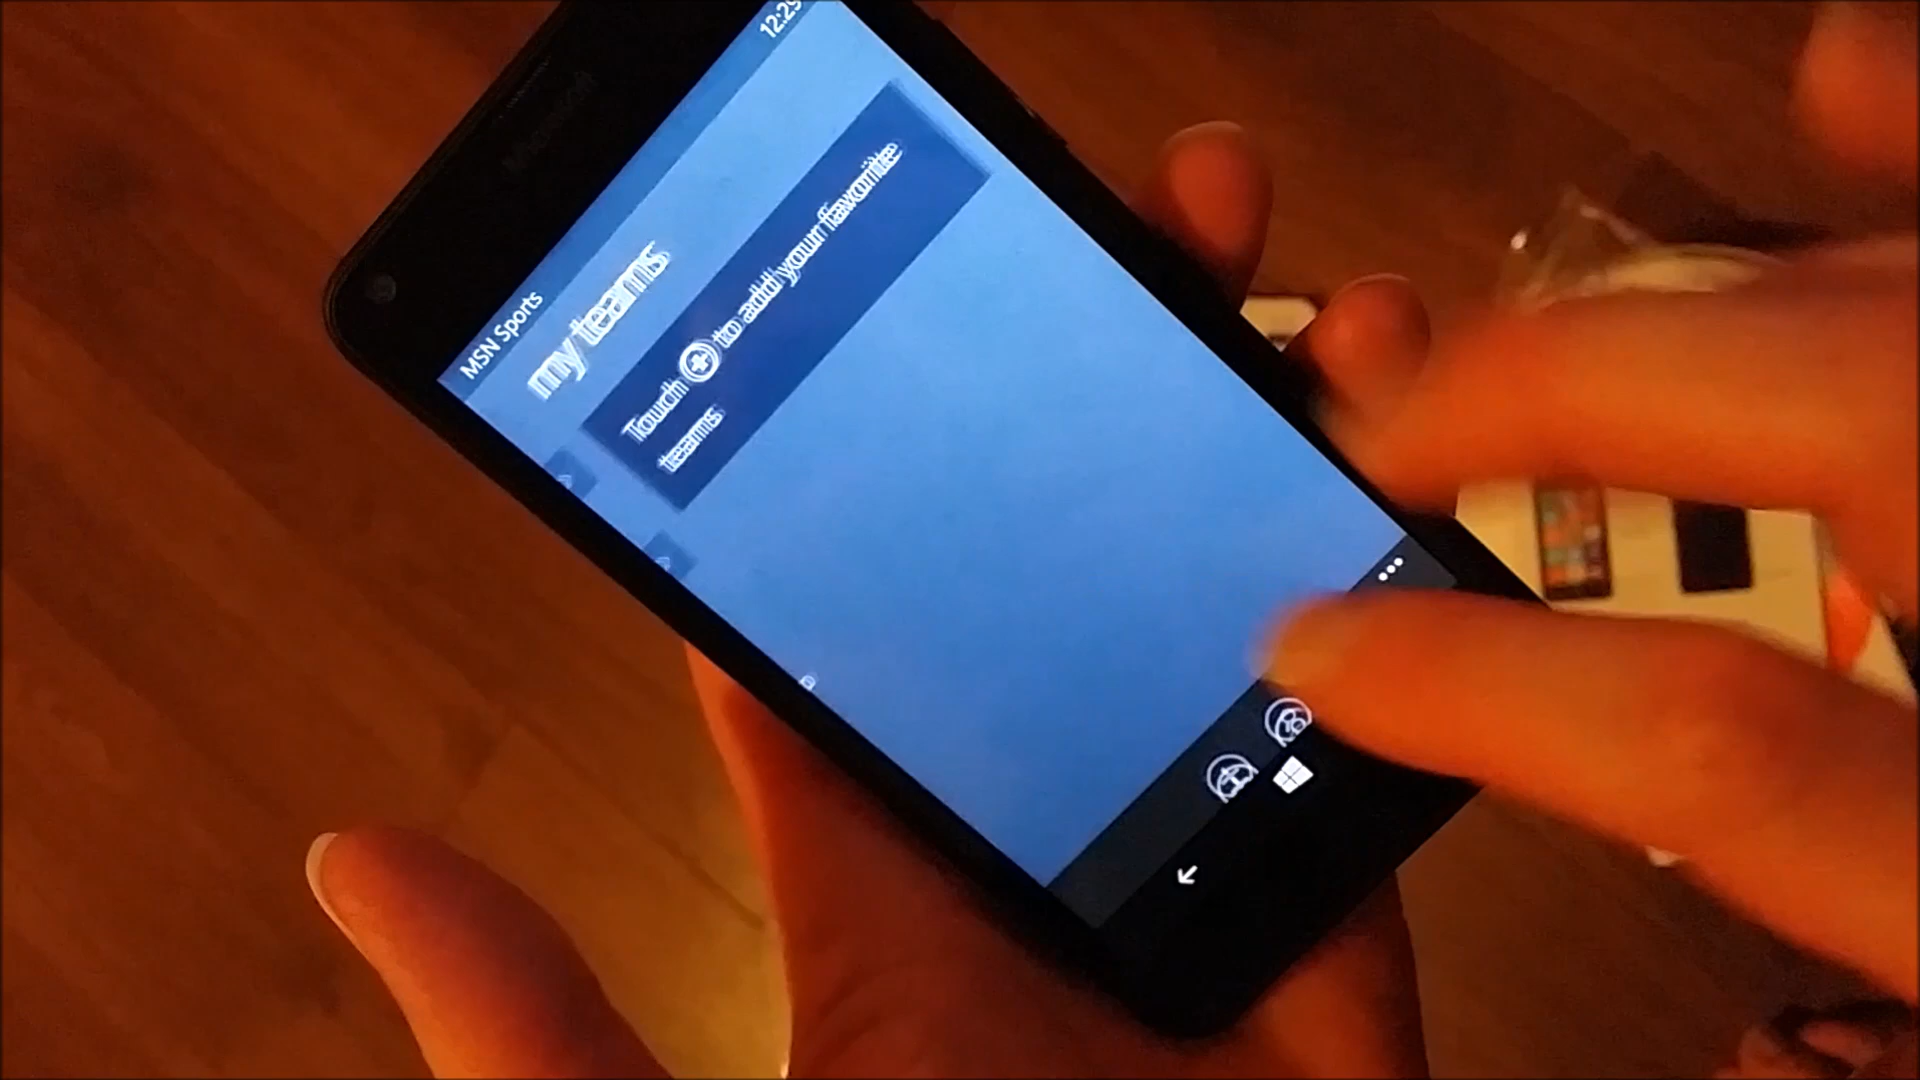 12:29
MSN Sports
my teams
Touch ⊕ to add your favorite
teams